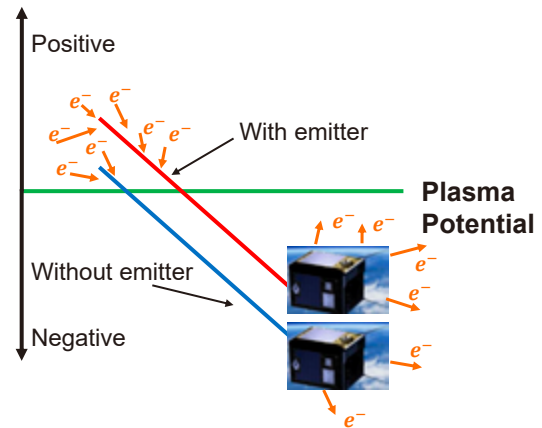 Positive
e⁻
e⁻
e⁻
e⁻
e⁻
e⁻
e⁻
With emitter
Plasma
Potential
e⁻
e⁻
e⁻
Without emitter
e⁻
Negative
e⁻
e⁻